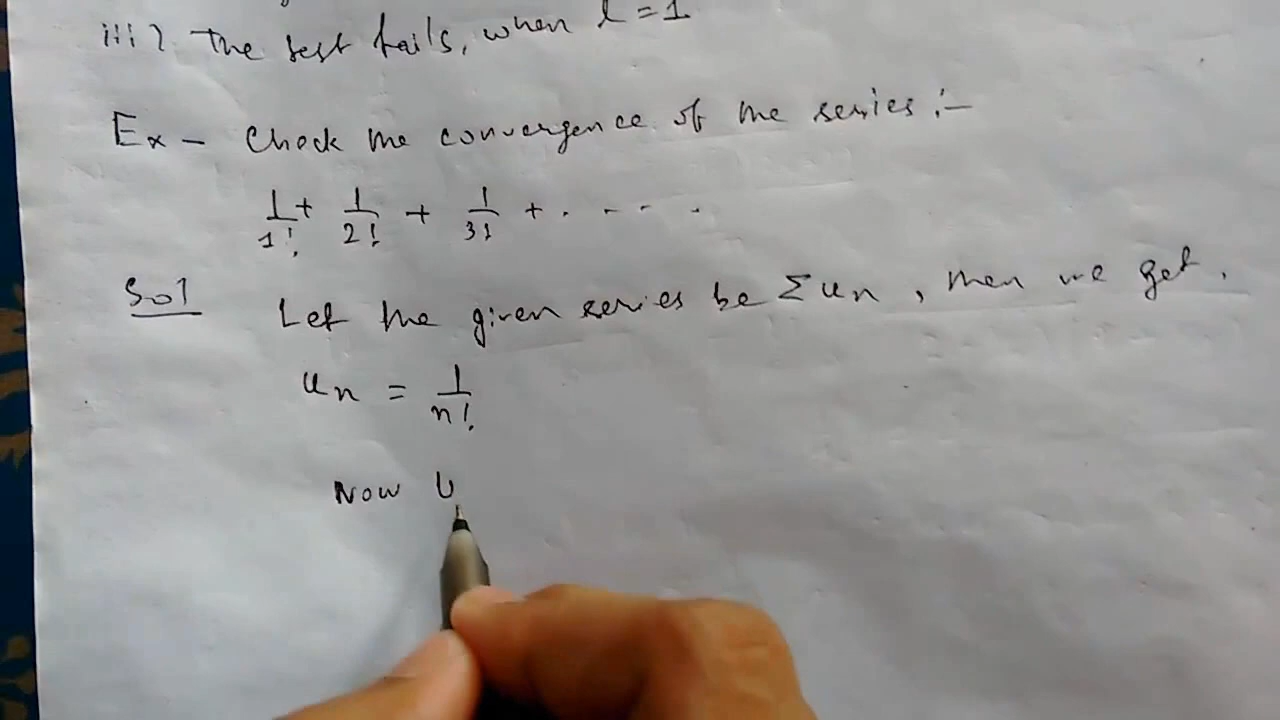 iii) The test fails, when l = 1
Ex - Check the convergence of the series :-
1/1! + 1/2! + 1/3! + . - - - .
Sol Let the given series be Σ un , then we get,
un = 1/n!
Now U